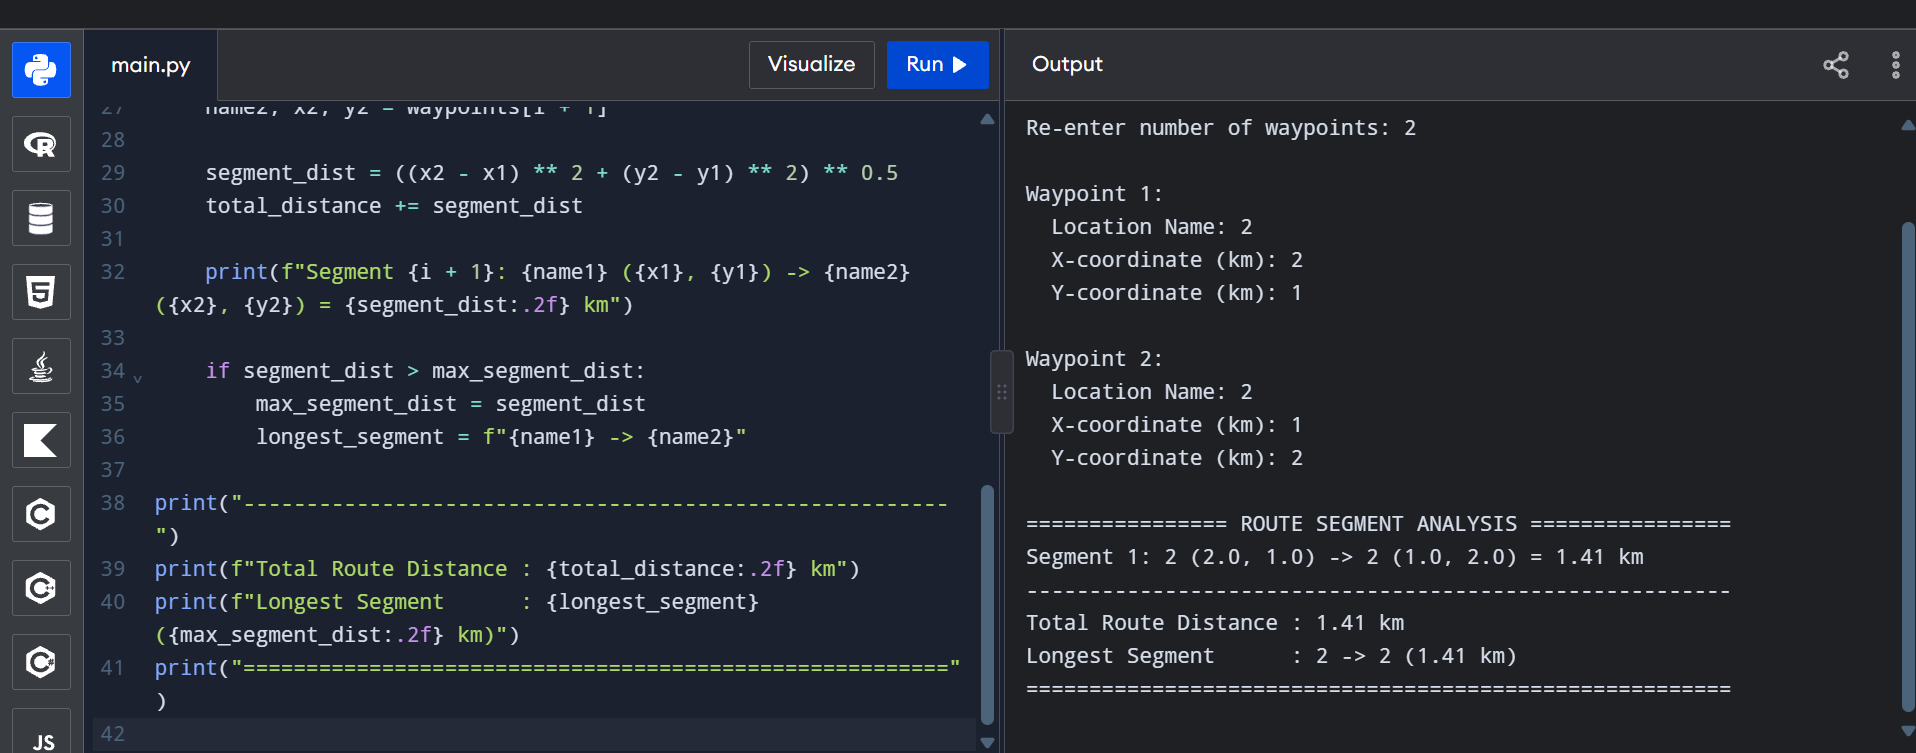 main.py
Visualize
Run
Output
27 name2, x2, y2 = waypoints[i + 1]
28
29 segment_dist = ((x2 - x1) ** 2 + (y2 - y1) ** 2) ** 0.5
30 total_distance += segment_dist
31
32 print(f"Segment {i + 1}: {name1} ({x1}, {y1}) -> {name2}
({x2}, {y2}) = {segment_dist:.2f} km")
33
34 if segment_dist > max_segment_dist:
35 max_segment_dist = segment_dist
36 longest_segment = f"{name1} -> {name2}"
37
38 print("--------------------------------------------------------
")
39 print(f"Total Route Distance : {total_distance:.2f} km")
40 print(f"Longest Segment      : {longest_segment}
({max_segment_dist:.2f} km)")
41 print("========================================================"
)
42
JS
Re-enter number of waypoints: 2
Waypoint 1:
Location Name: 2
X-coordinate (km): 2
Y-coordinate (km): 1
Waypoint 2:
Location Name: 2
X-coordinate (km): 1
Y-coordinate (km): 2
================ ROUTE SEGMENT ANALYSIS ================
Segment 1: 2 (2.0, 1.0) -> 2 (1.0, 2.0) = 1.41 km
--------------------------------------------------------
Total Route Distance : 1.41 km
Longest Segment      : 2 -> 2 (1.41 km)
========================================================